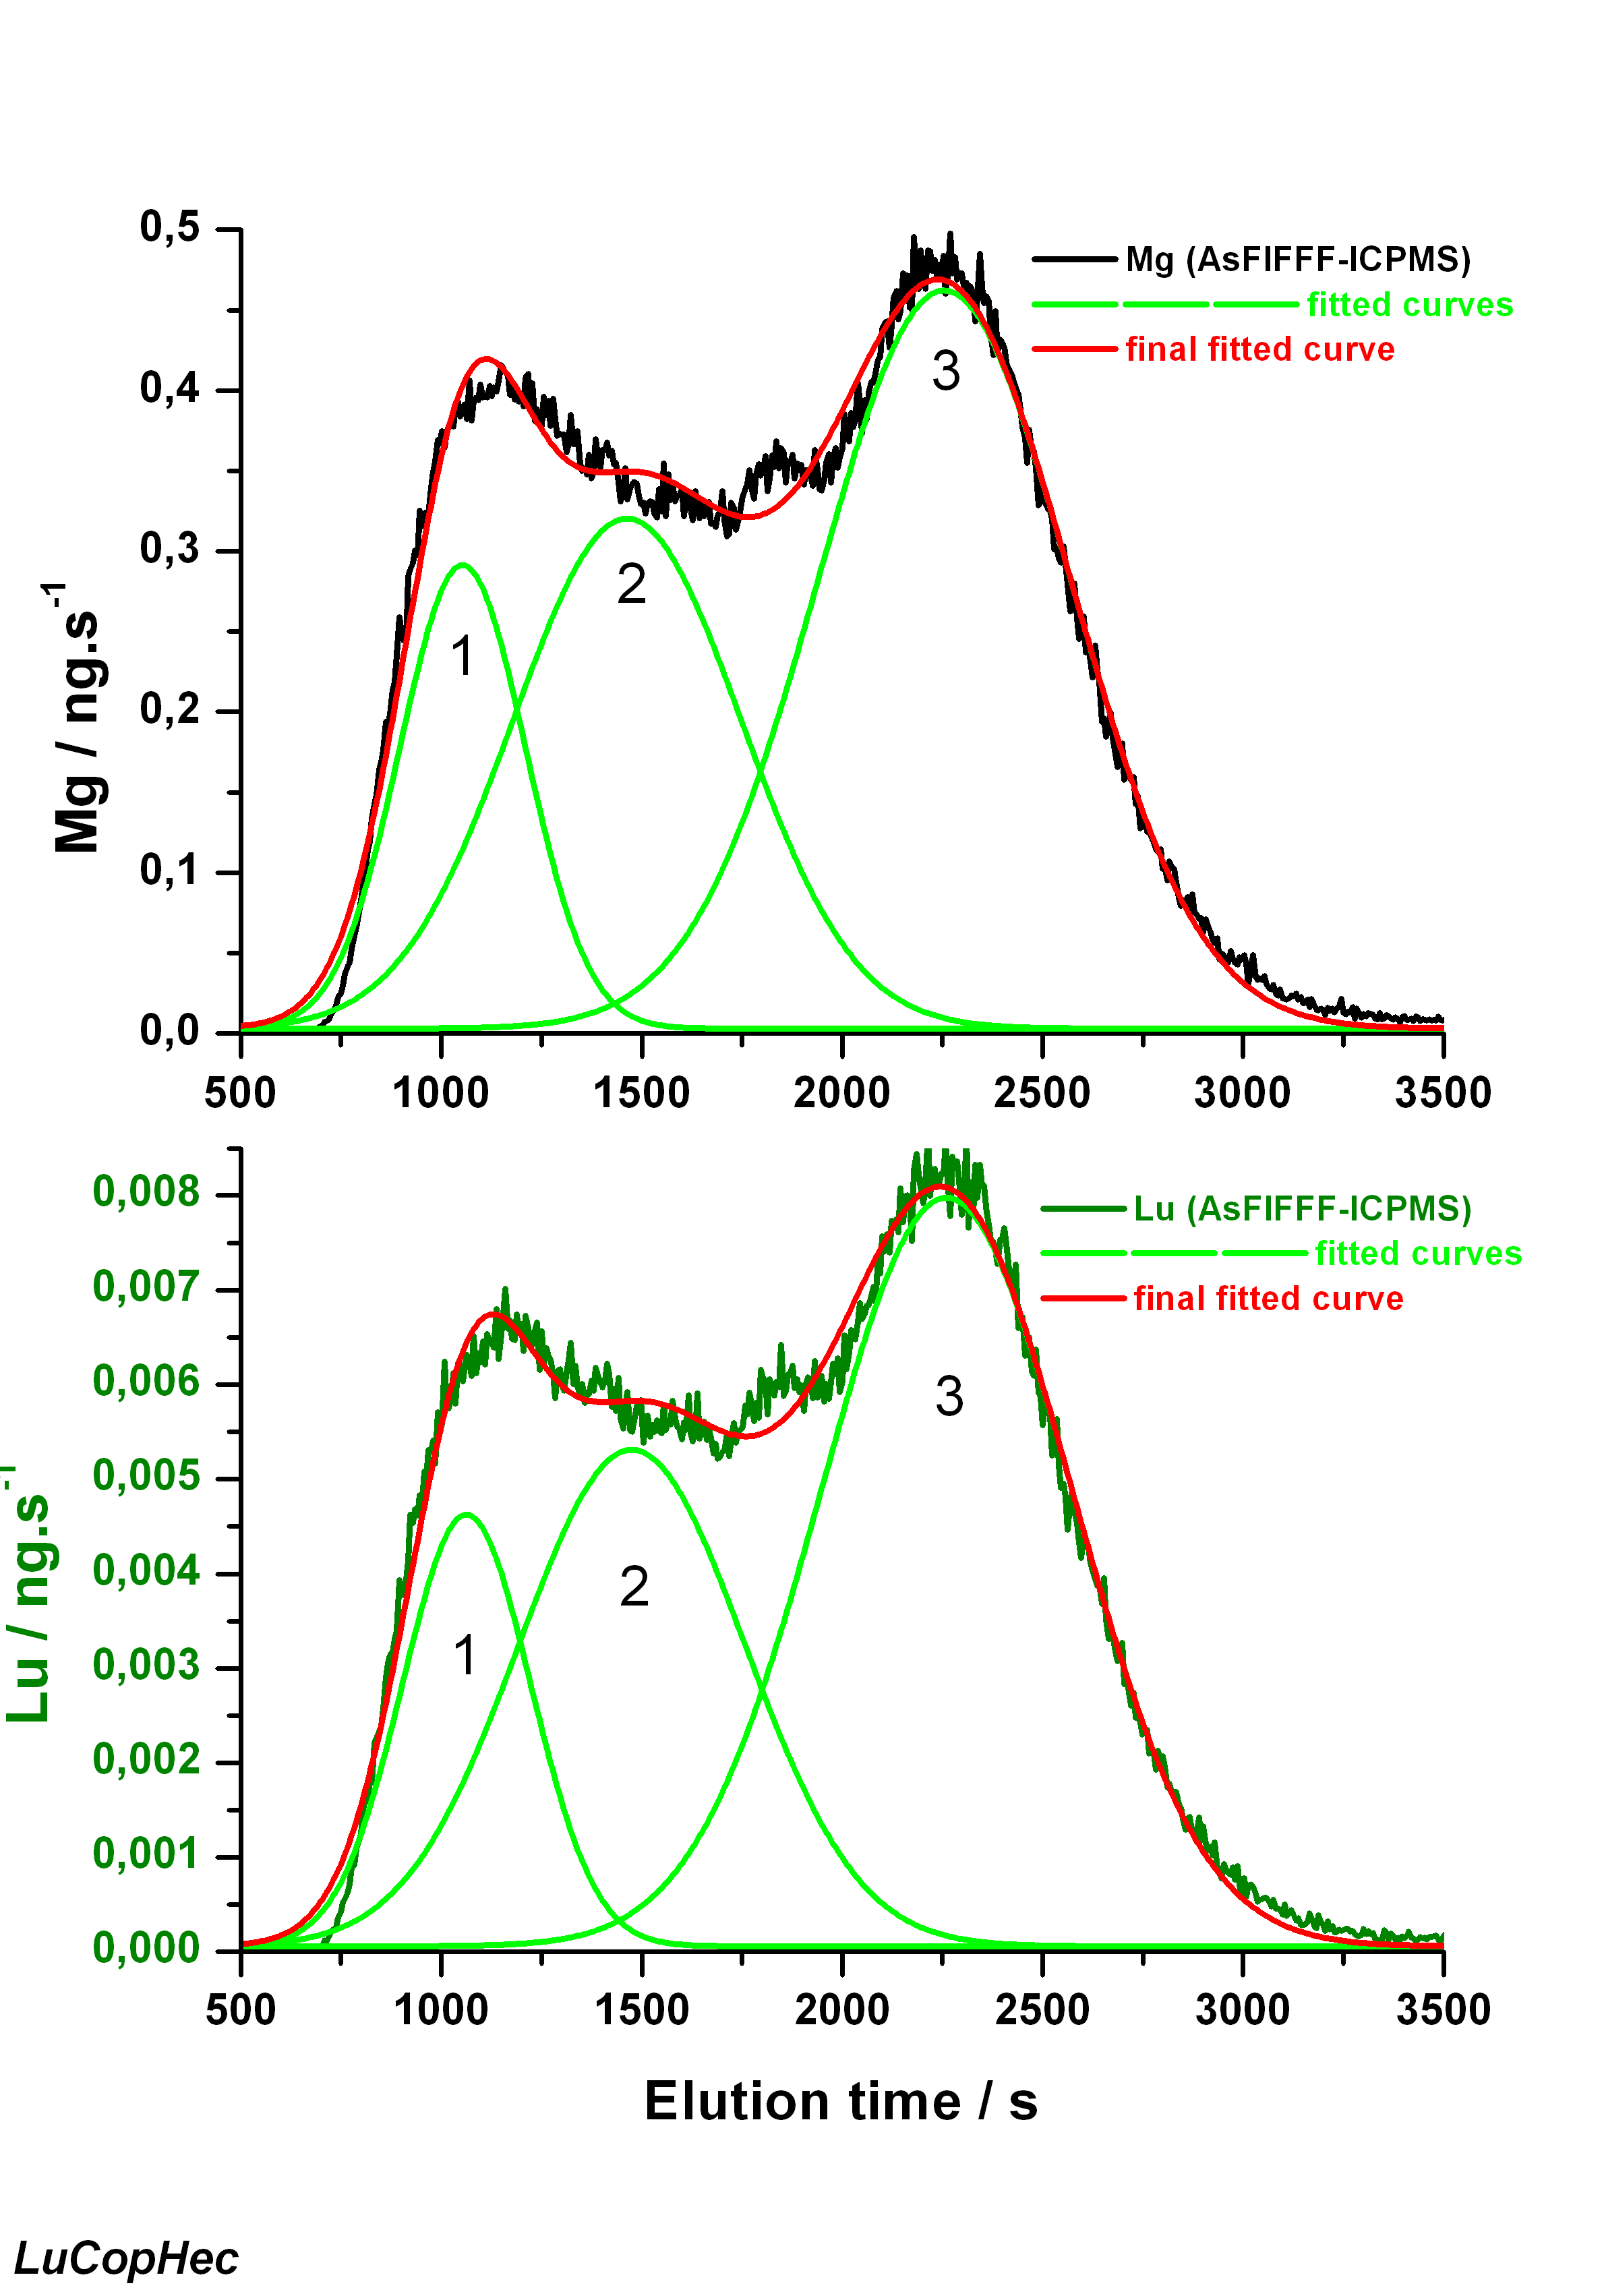 0,5
0,4
0,3
0,2
0,1
0,0
Mg / ng.s-1
Mg (AsFlFFF-ICPMS)
fitted curves
final fitted curve
1
2
3
500 1000 1500 2000 2500 3000 3500
0,008
0,007
0,006
0,005
0,004
0,003
0,002
0,001
0,000
Lu / ng.s-1
Lu (AsFlFFF-ICPMS)
fitted curves
final fitted curve
1
2
3
500 1000 1500 2000 2500 3000 3500
Elution time / s
LuCopHec